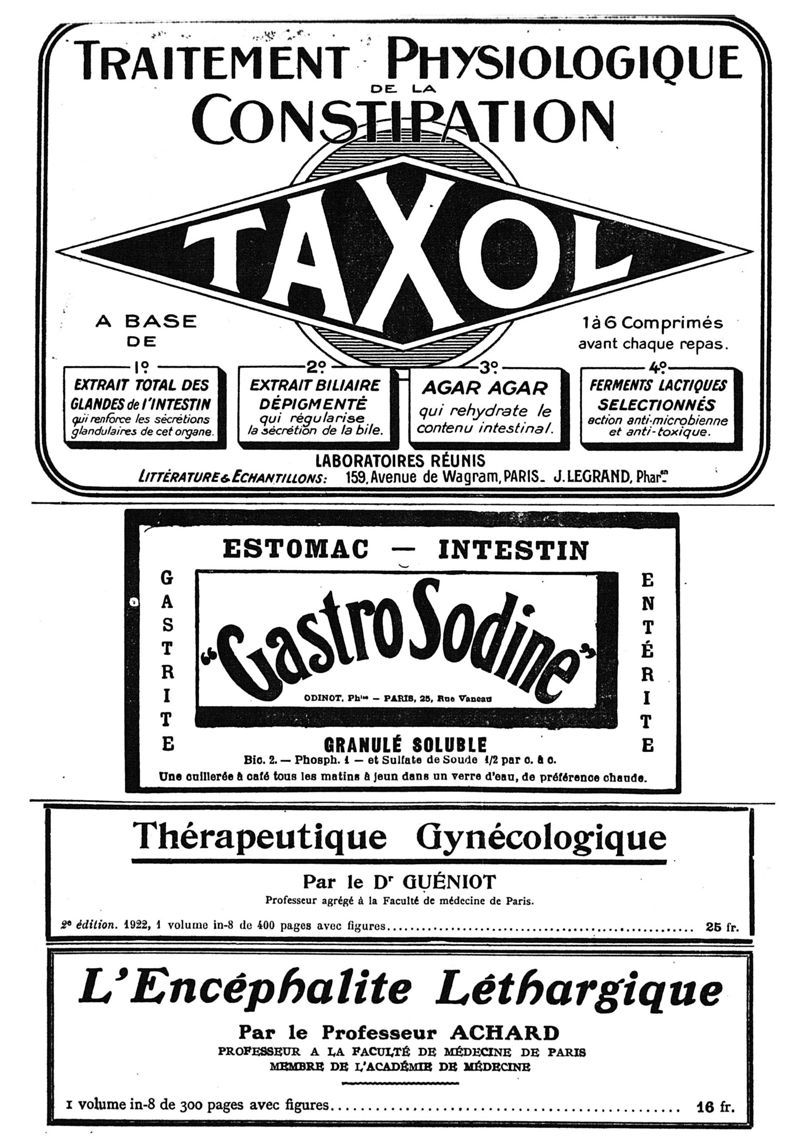 TRAITEMENT PHYSIOLOGIQUE
DE LA
CONSTIPATION
TAXOL
A BASE
DE
1º
EXTRAIT TOTAL DES
GLANDES de l'INTESTIN
qui renforce les sécrétions
glandulaires de cet organe.
2º
EXTRAIT BILIAIRE
DÉPIGMENTÉ
qui régularise
la sécrétion de la bile.
1 à 6 Comprimés
avant chaque repas.
3º
AGAR AGAR
qui rehydrate le
contenu intestinal.
4º
FERMENTS LACTIQUES
SELECTIONNÉS
action anti-microbienne
et anti-toxique.
LABORATOIRES RÉUNIS
LITTÉRATURE & ECHANTILLONS: 159, Avenue de Wagram, PARIS_ J. LEGRAND, Pharen
ESTOMAC — INTESTIN
GASTRITE
"Gastro Sodine"
ODINOT, Phien — PARIS, 25, Rue Vaneau
ENTÉRITE
GRANULÉ SOLUBLE
Bic. 2. — Phosph. 1 — et Sulfate de Soude 1/2 par c. à c.
Une cuillerée à café tous les matins à jeun dans un verre d'eau, de préférence chaude.
Thérapeutique Gynécologique
Par le Dr GUÉNIOT
Professeur agrégé à la Faculté de médecine de Paris.
2e édition. 1922, 1 volume in-8 de 400 pages avec figures................................................ 25 fr.
L'Encéphalite Léthargique
Par le Professeur ACHARD
PROFESSEUR A LA FACULTÉ DE MÉDECINE DE PARIS
MEMBRE DE L'ACADÉMIE DE MÉDECINE
1 volume in-8 de 300 pages avec figures........................................ 16 fr.